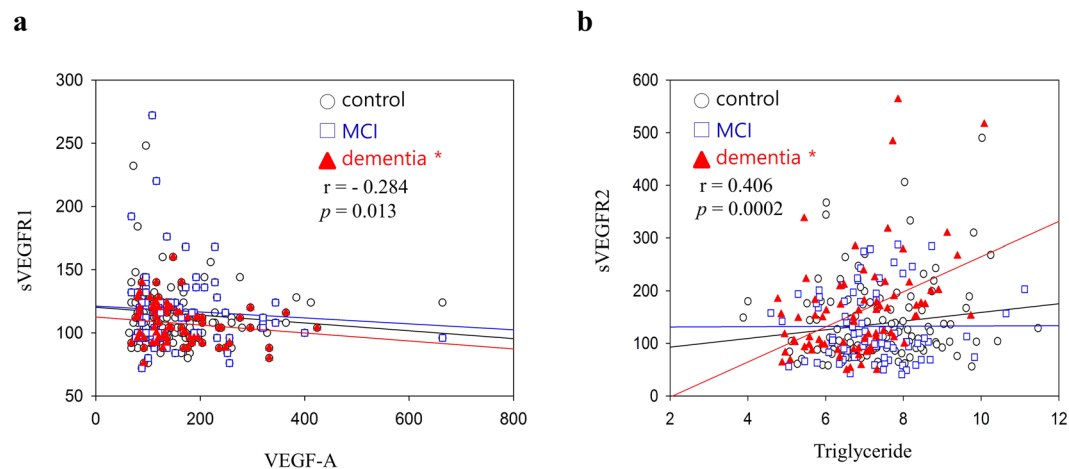 a
300
250
200
150
100
50
0
200
400
600
800
sVEGFR1
VEGF-A
control
MCI
dementia *
r = - 0.284
p = 0.013
b
600
500
400
300
200
100
0
2
4
6
8
10
12
sVEGFR2
Triglyceride
control
MCI
dementia *
r = 0.406
p = 0.0002